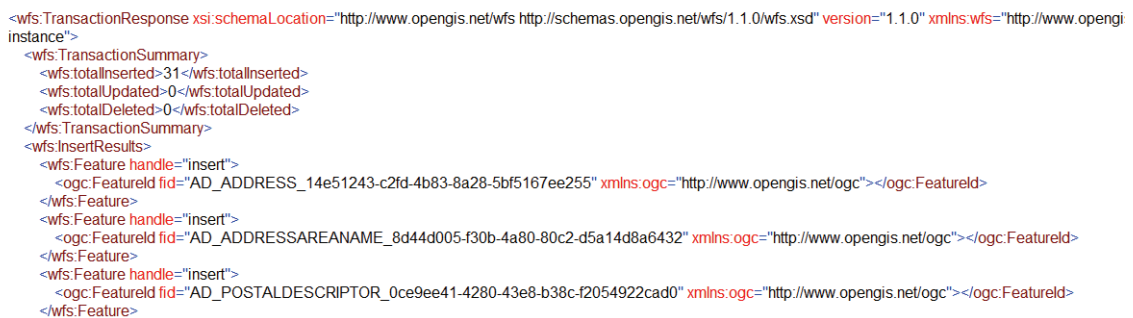 <wfs:TransactionResponse xsi:schemaLocation="http://www.opengis.net/wfs http://schemas.opengis.net/wfs/1.1.0/wfs.xsd" version="1.1.0" xmlns:wfs="http://www.opengi
instance">
<wfs:TransactionSummary>
<wfs:totalInserted>31</wfs:totalInserted>
<wfs:totalUpdated>0</wfs:totalUpdated>
<wfs:totalDeleted>0</wfs:totalDeleted>
</wfs:TransactionSummary>
<wfs:InsertResults>
<wfs:Feature handle="insert">
<ogc:FeatureId fid="AD_ADDRESS_14e51243-c2fd-4b83-8a28-5bf5167ee255" xmlns:ogc="http://www.opengis.net/ogc"></ogc:FeatureId>
</wfs:Feature>
<wfs:Feature handle="insert">
<ogc:FeatureId fid="AD_ADDRESSAREANAME_8d44d005-f30b-4a80-80c2-d5a14d8a6432" xmlns:ogc="http://www.opengis.net/ogc"></ogc:FeatureId>
</wfs:Feature>
<wfs:Feature handle="insert">
<ogc:FeatureId fid="AD_POSTALDESCRIPTOR_0ce9ee41-4280-43e8-b38c-f2054922cad0" xmlns:ogc="http://www.opengis.net/ogc"></ogc:FeatureId>
</wfs:Feature>